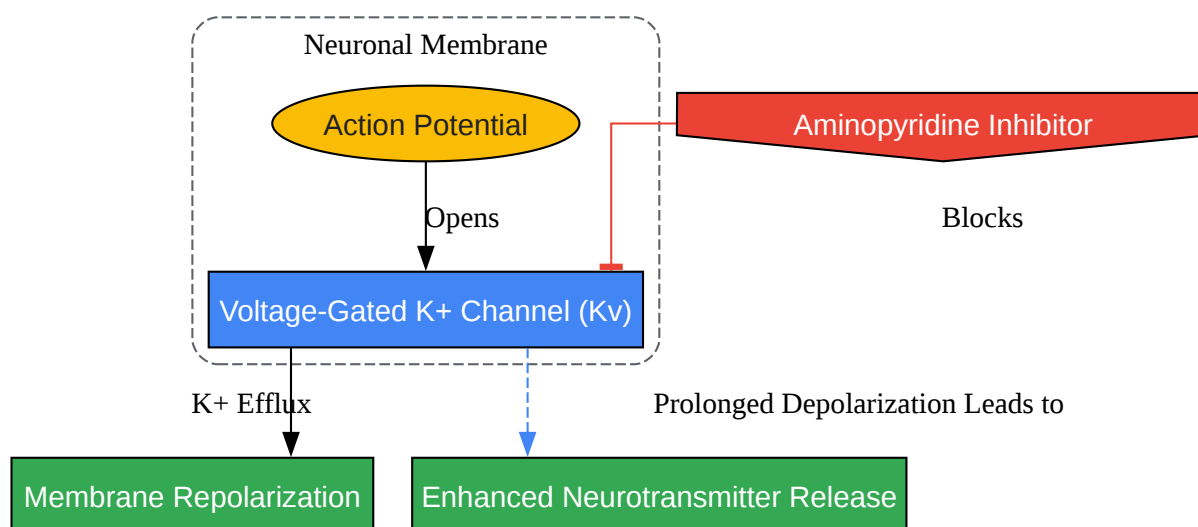 Neuronal Membrane
Action Potential
Aminopyridine Inhibitor
Opens
Blocks
Voltage-Gated K+ Channel (Kv)
K+ Efflux
Prolonged Depolarization Leads to
Membrane Repolarization
Enhanced Neurotransmitter Release